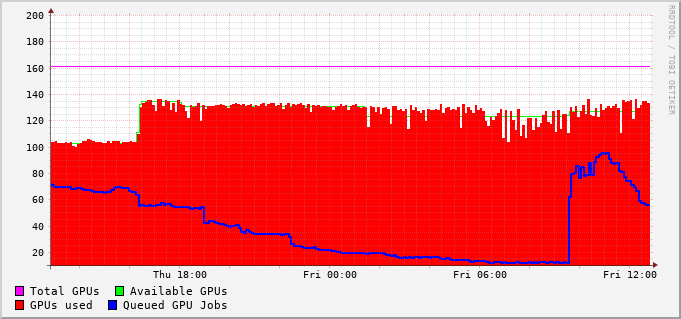 200
180
160
140
120
100
80
60
40
20
Thu 18:00 Fri 00:00 Fri 06:00 Fri 12:00
Total GPUs Available GPUs
GPUs used Queued GPU Jobs
RRDTOOL / TOBI OETIKER